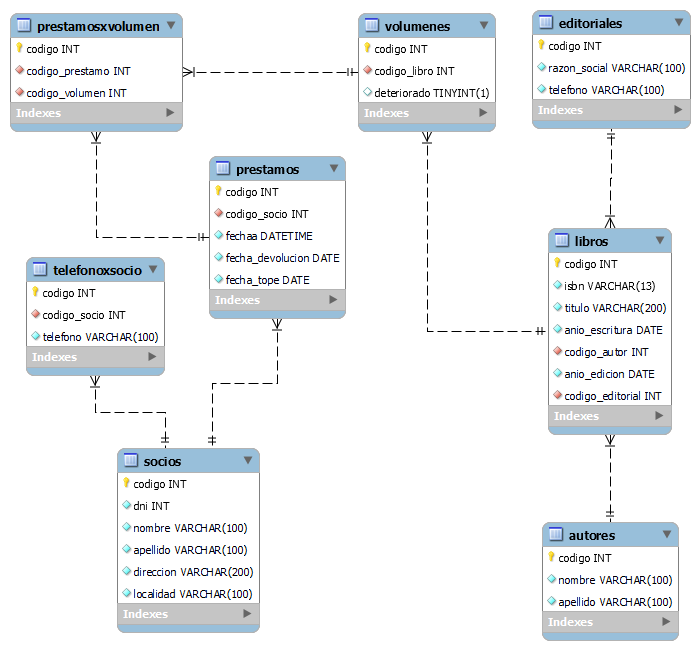 prestamosxvolumen
codigo INT
codigo_prestamo INT
codigo_volumen INT
Indexes
volumenes
codigo INT
codigo_libro INT
deteriorado TINYINT(1)
Indexes
editoriales
codigo INT
razon_social VARCHAR(100)
telefono VARCHAR(100)
Indexes
prestamos
codigo INT
codigo_socio INT
fechaa DATETIME
fecha_devolucion DATE
fecha_tope DATE
Indexes
libros
codigo INT
isbn VARCHAR(13)
titulo VARCHAR(200)
anio_escritura DATE
codigo_autor INT
anio_edicion DATE
codigo_editorial INT
Indexes
telefonoxsocio
codigo INT
codigo_socio INT
telefono VARCHAR(100)
Indexes
socios
codigo INT
dni INT
nombre VARCHAR(100)
apellido VARCHAR(100)
direccion VARCHAR(200)
localidad VARCHAR(100)
Indexes
autores
codigo INT
nombre VARCHAR(100)
apellido VARCHAR(100)
Indexes